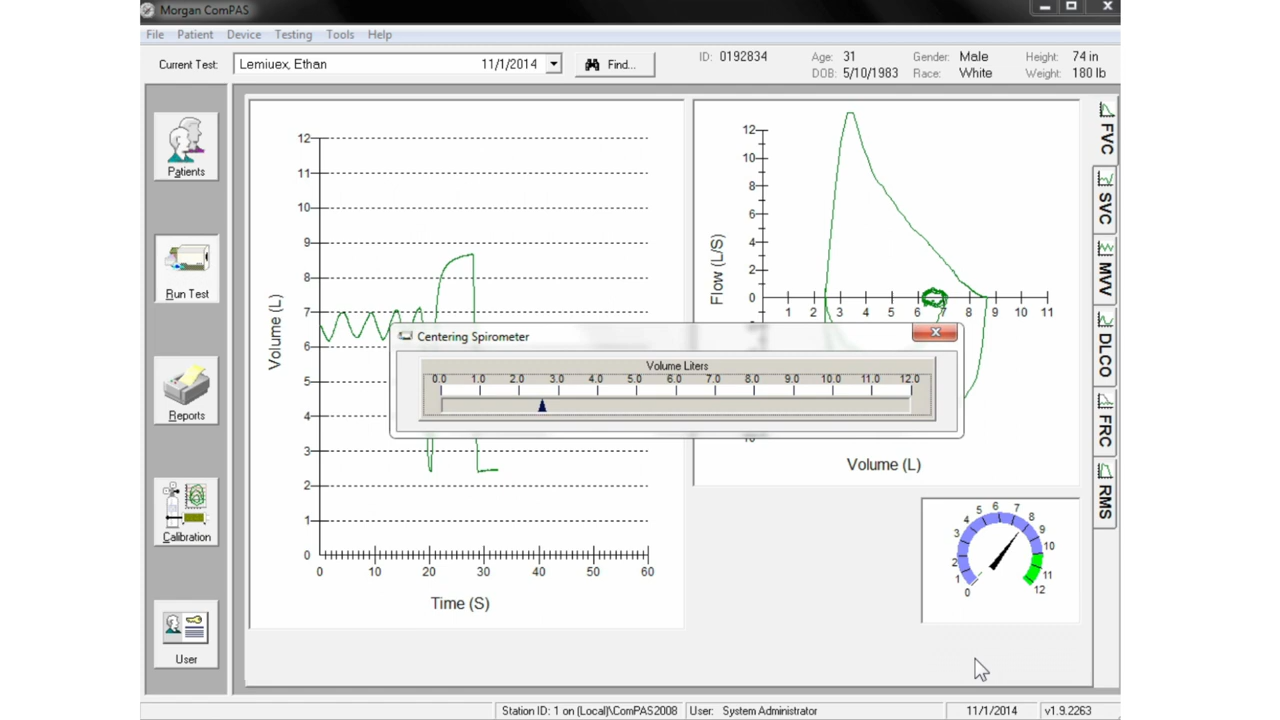 Morgan ComPAS
File Patient Device Testing Tools Help
Current Test: Lemiuex, Ethan 11/1/2014 Find...
ID: 0192834 Age: 31 Gender: Male Height: 74 in
DOB: 5/10/1983 Race: White Weight: 180 lb
Patients
Run Test
Reports
Calibration
User
12
11
10
9
8
7
6
5
4
3
2
1
0
Volume (L)
0 10 20 30 40 50 60
Time (S)
12
10
8
6
4
2
0
Flow (L/S)
1 2 3 4 5 6 7 8 9 10 11
Volume (L)
Centering Spirometer
Volume Liters
0.0 1.0 2.0 3.0 4.0 5.0 6.0 7.0 8.0 9.0 10.0 11.0 12.0
0 1 2 3 4 5 6 7 8 9 10 11 12
FVC
SVC
MVV
DLCO
FRC
RMS
Station ID: 1 on (Local)\ComPAS2008 User: System Administrator 11/1/2014 v1.9.2263